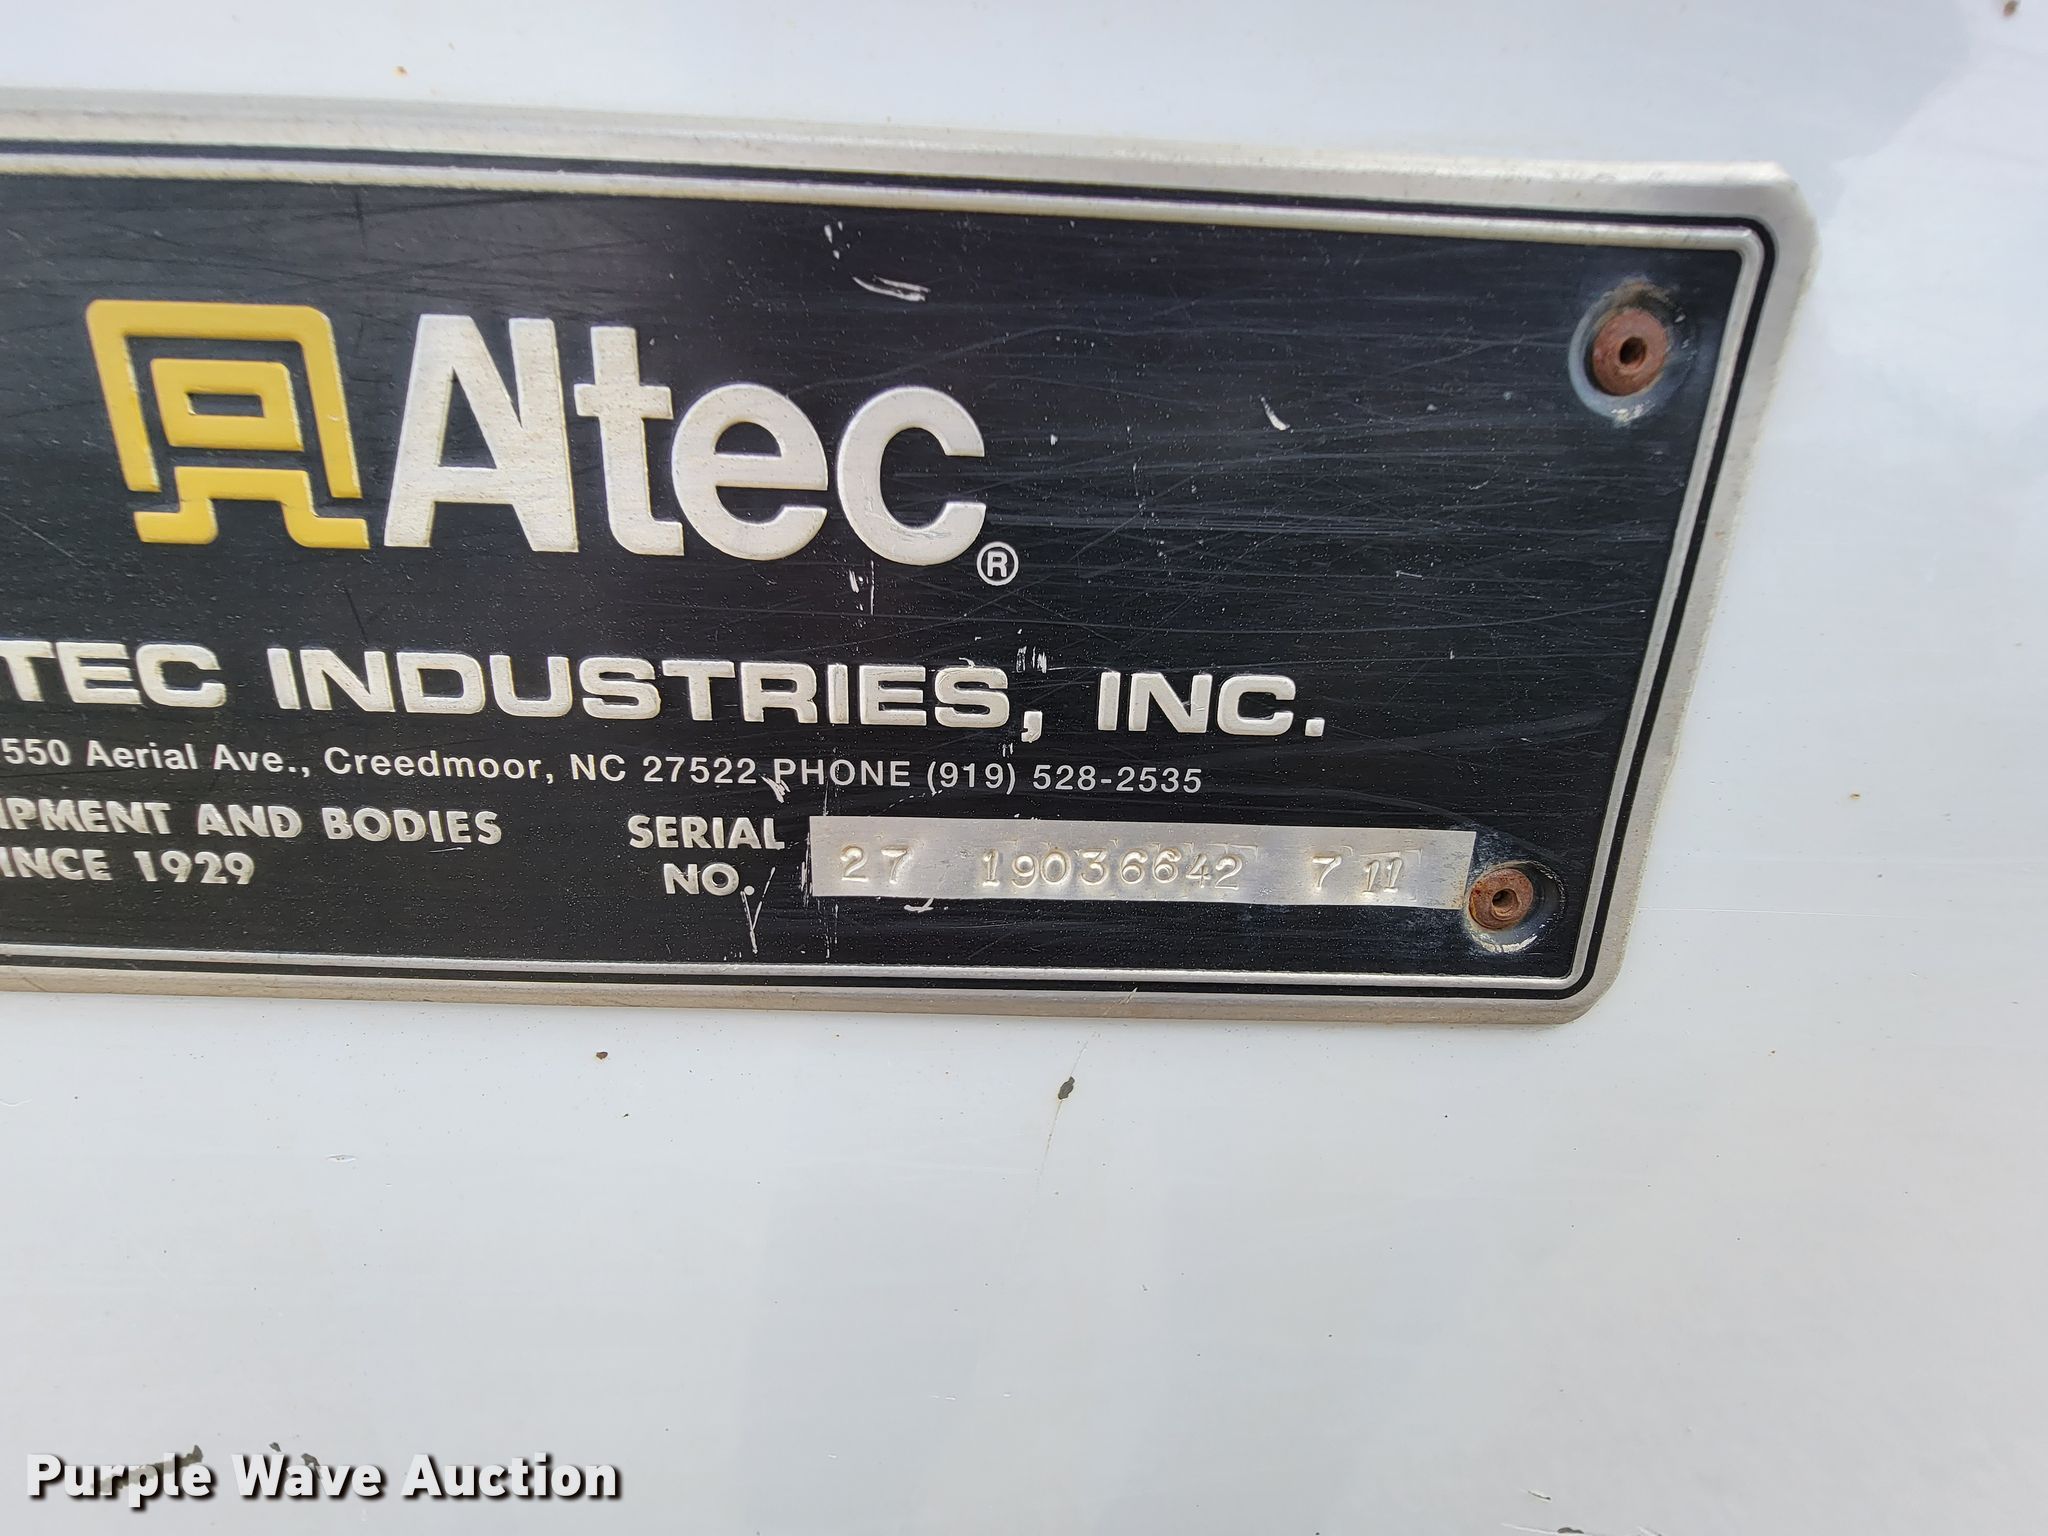 Altec®
TEC INDUSTRIES, INC.
550 Aerial Ave., Creedmoor, NC 27522 PHONE (919) 528-2535
IPMENT AND BODIES
INCE 1929
SERIAL
NO.
27 19036642 7 11
Purple Wave Auction